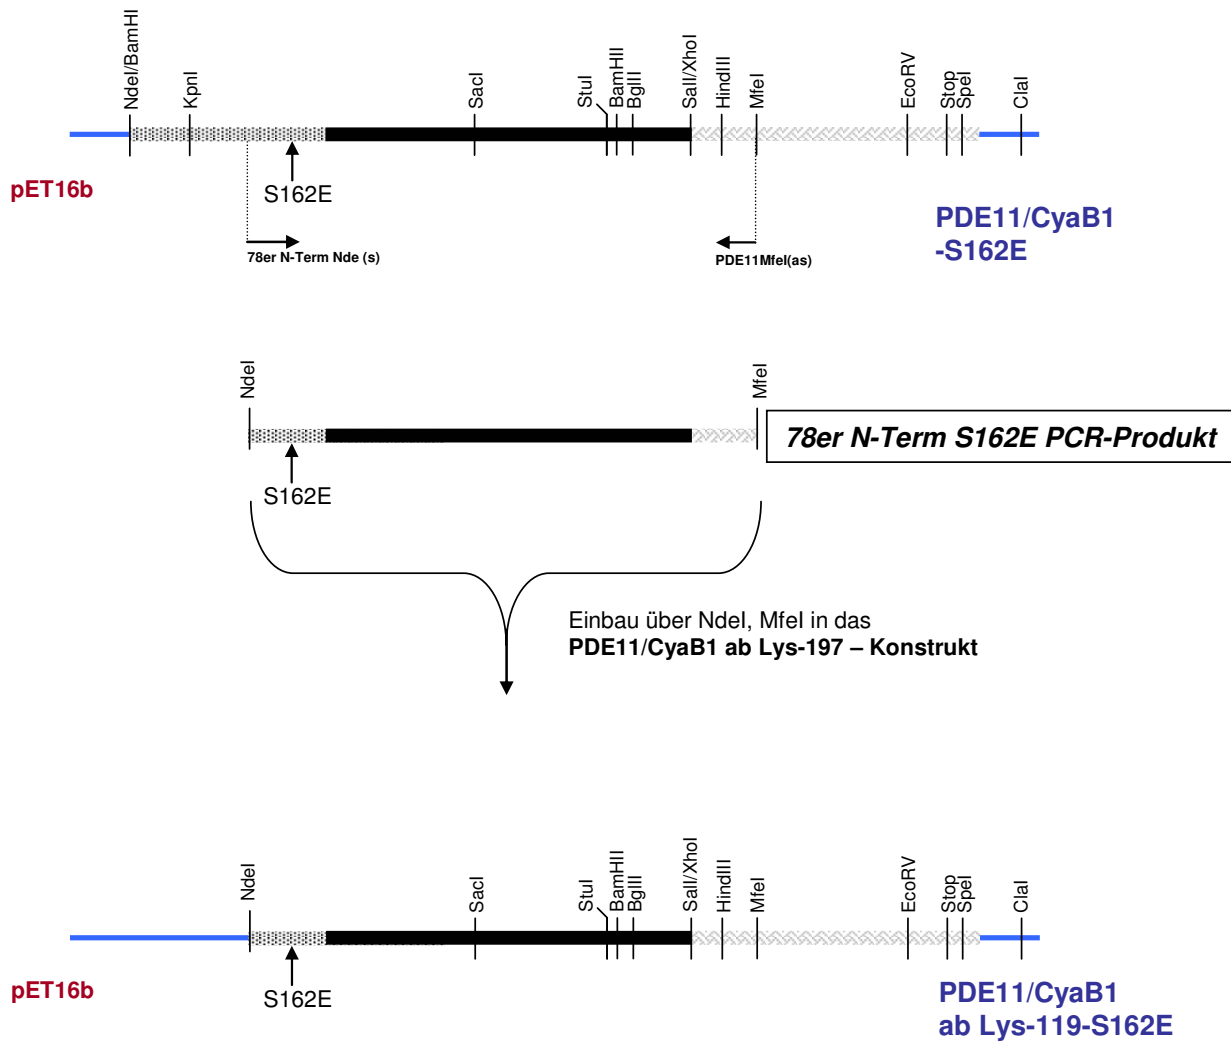 NdeI/BamHI
KpnI
SacI
StuI
BamHII
BglII
SalI/XhoI
HindIII
MfeI
EcoRV
Stop
SpeI
ClaI
pET16b
S162E
PDE11/CyaB1
-S162E
78er N-Term Nde (s)
PDE11MfeI(as)
NdeI
MfeI
78er N-Term S162E PCR-Produkt
S162E
Einbau über NdeI, MfeI in das
PDE11/CyaB1 ab Lys-197 – Konstrukt
NdeI
SacI
StuI
BamHII
BglII
SalI/XhoI
HindIII
MfeI
EcoRV
Stop
SpeI
ClaI
pET16b
S162E
PDE11/CyaB1
ab Lys-119-S162E